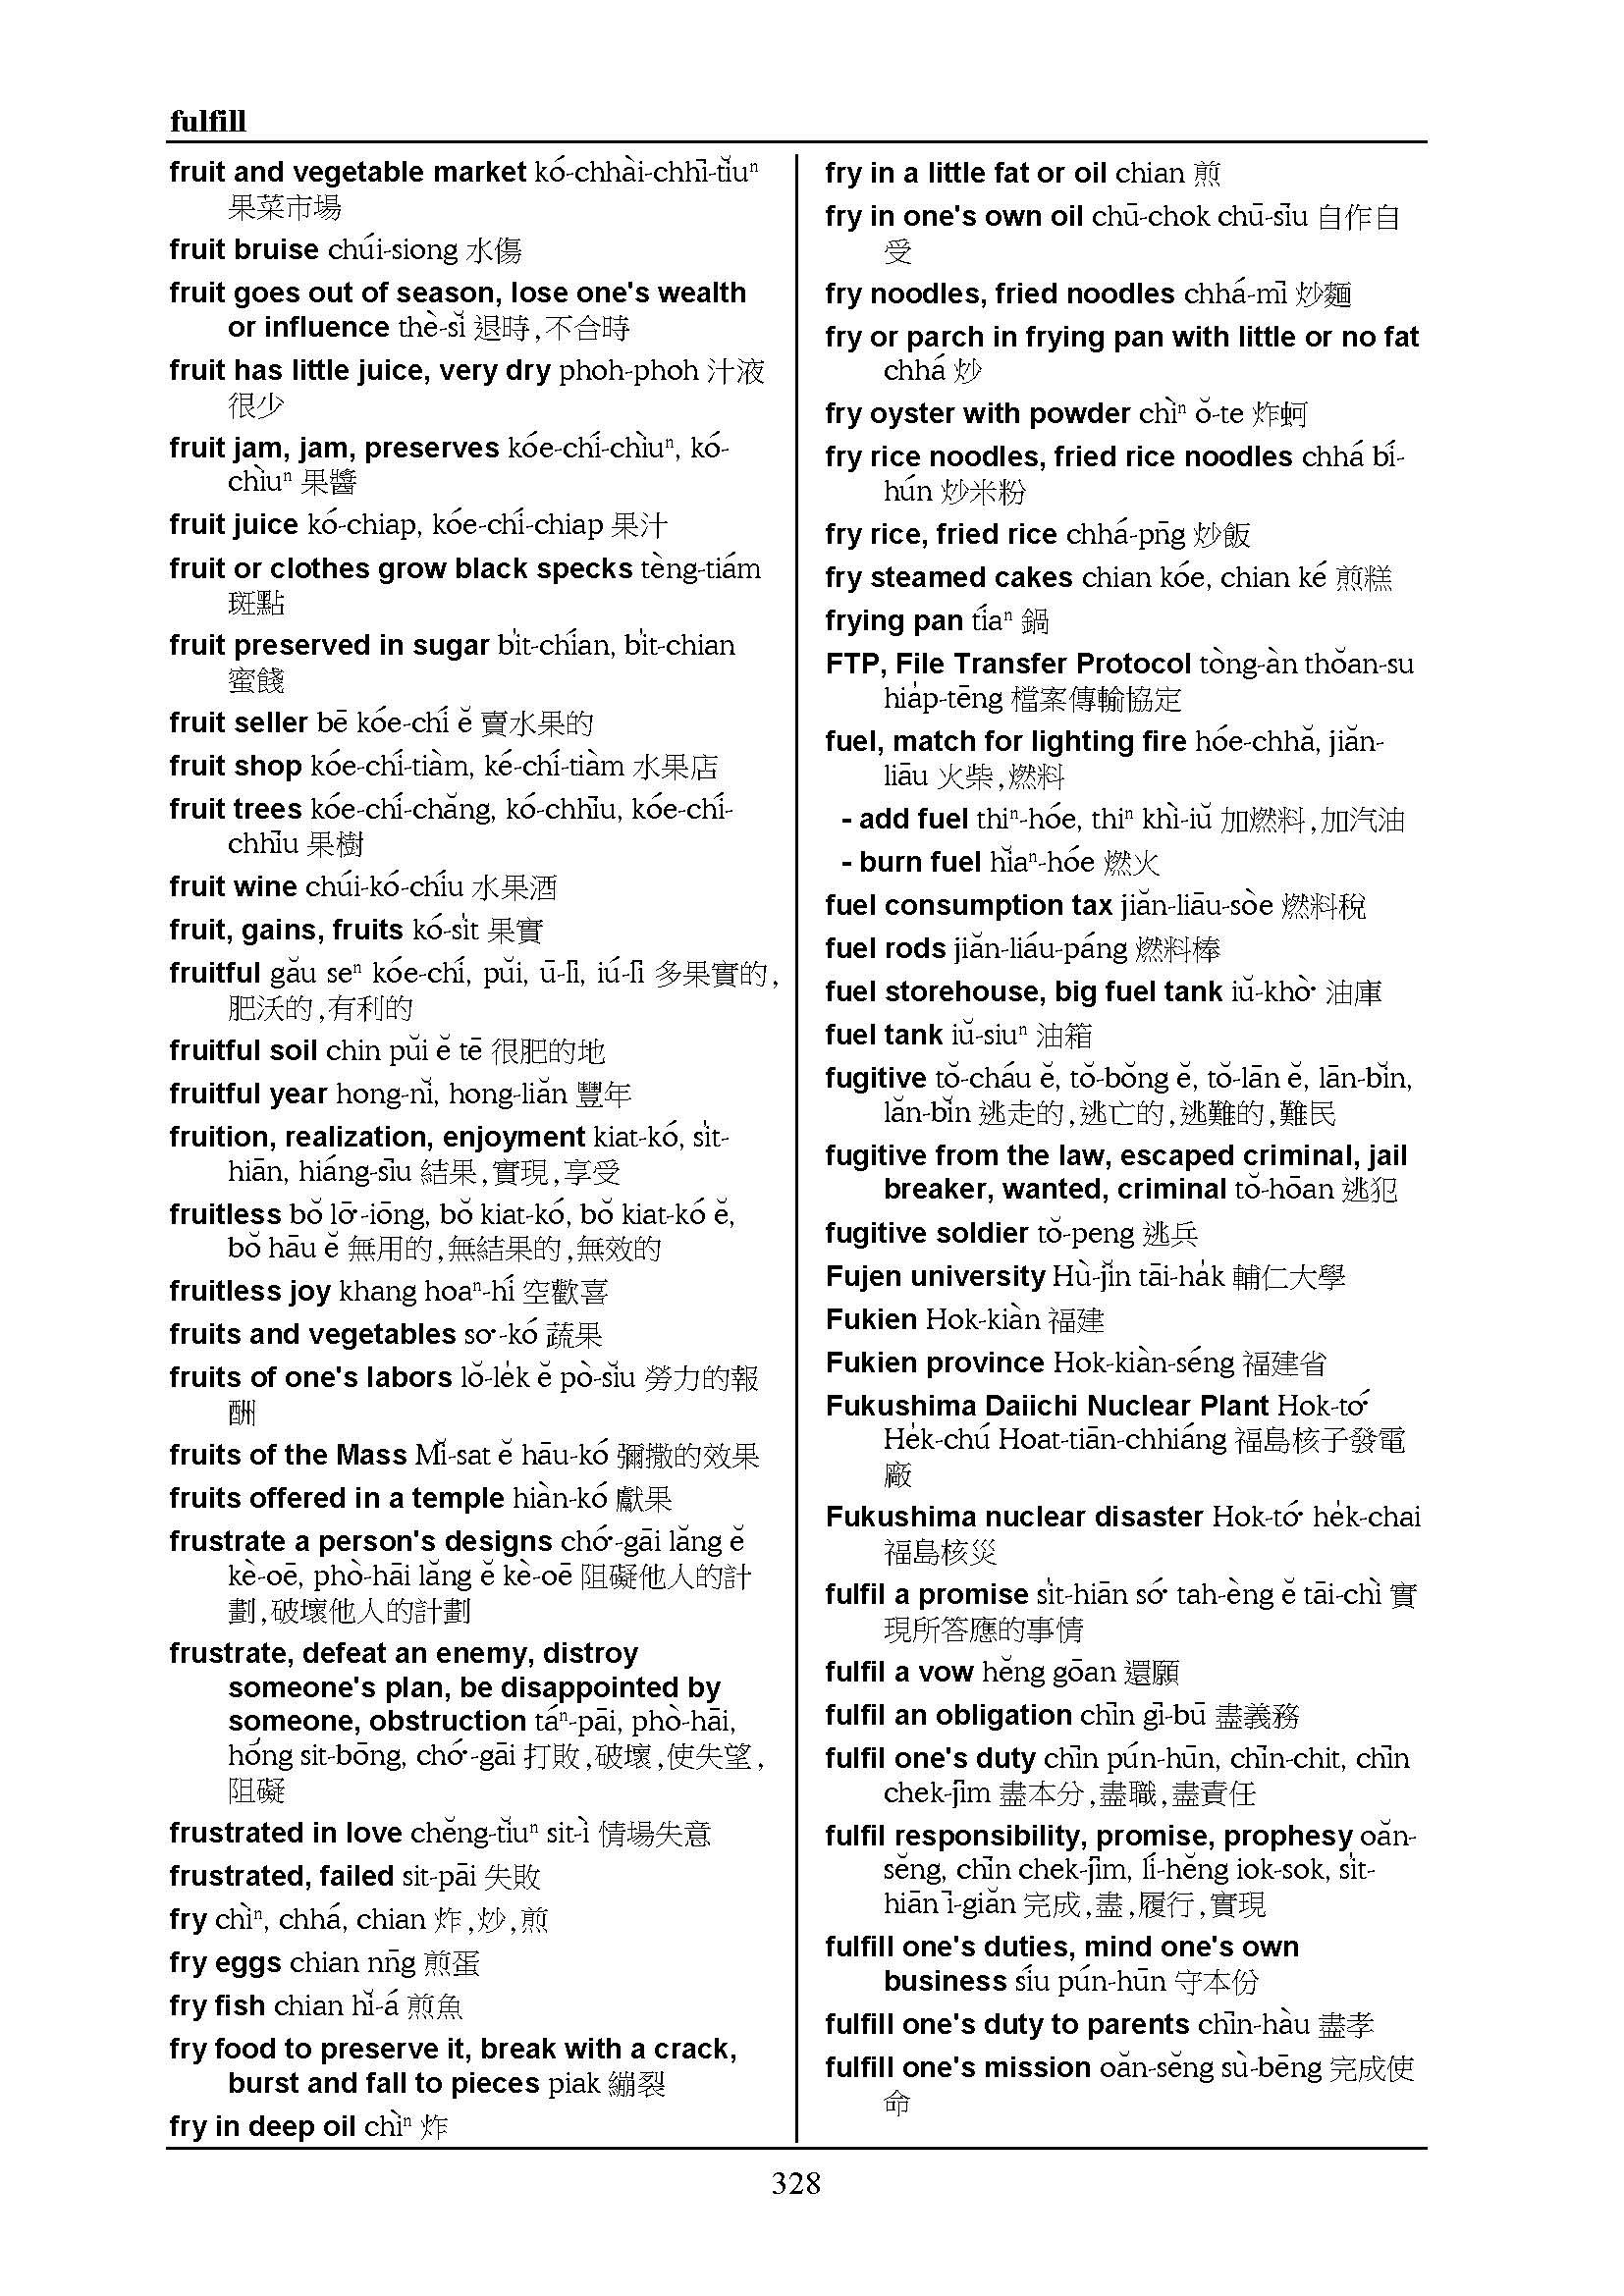 fulfill
fruit and vegetable market kó-chhài-chhī-tĭuⁿ
果菜市場
fruit bruise chúi-siong 水傷
fruit goes out of season, lose one's wealth
or influence thè-sĭ 退時,不合時
fruit has little juice, very dry phoh-phoh 汁液
很少
fruit jam, jam, preserves kóe-chí-chìuⁿ, kó-
chìuⁿ 果醬
fruit juice kó-chiap, kóe-chí-chiap 果汁
fruit or clothes grow black specks tèng-tiám
斑點
fruit preserved in sugar bi̍t-chían, bi̍t-chian
蜜餞
fruit seller bē kóe-chí ĕ 賣水果的
fruit shop kóe-chí-tiàm, ké-chí-tiàm 水果店
fruit trees kóe-chí-chăng, kó-chhīu, kóe-chí-
chhīu 果樹
fruit wine chúi-kó-chíu 水果酒
fruit, gains, fruits kó-si̍t 果實
fruitful gău seⁿ kóe-chí, pŭi, ū-lī, iú-lī 多果實的,
肥沃的,有利的
fruitful soil chin pŭi ĕ tē 很肥的地
fruitful year hong-nĭ, hong-liăn 豐年
fruition, realization, enjoyment kiat-kó, si̍t-
hiān, hiáng-sīu 結果,實現,享受
fruitless bŏ lō͘-iōng, bŏ kiat-kó, bŏ kiat-kó ĕ,
bŏ hāu ĕ 無用的,無結果的,無效的
fruitless joy khang hoaⁿ-hí 空歡喜
fruits and vegetables so͘-kó 蔬果
fruits of one's labors lŏ-le̍k ĕ pò-sĭu 勞力的報
酬
fruits of the Mass Mĭ-sat ĕ hāu-kó 彌撒的效果
fruits offered in a temple hiàn-kó 獻果
frustrate a person's designs chó͘-gāi lăng ĕ
kè-oē, phò-hāi lăng ĕ kè-oē 阻礙他人的計
劃,破壞他人的計劃
frustrate, defeat an enemy, distroy
someone's plan, be disappointed by
someone, obstruction táⁿ-pāi, phò-hāi,
hóng sit-bōng, chó͘-gāi 打敗,破壞,使失望,
阻礙
frustrated in love chĕng-tĭuⁿ sit-ì 情場失意
frustrated, failed sit-pāi 失敗
fry chìⁿ, chhá, chian 炸,炒,煎
fry eggs chian nn̄g 煎蛋
fry fish chian hĭ-á 煎魚
fry food to preserve it, break with a crack,
burst and fall to pieces piak 繃裂
fry in deep oil chìⁿ 炸
fry in a little fat or oil chian 煎
fry in one's own oil chū-chok chū-sīu 自作自
受
fry noodles, fried noodles chhá-mī 炒麵
fry or parch in frying pan with little or no fat
chhá 炒
fry oyster with powder chìⁿ ŏ-te 炸蚵
fry rice noodles, fried rice noodles chhá bí-
hún 炒米粉
fry rice, fried rice chhá-pn̄g 炒飯
fry steamed cakes chian kóe, chian ké 煎糕
frying pan tíaⁿ 鍋
FTP, File Transfer Protocol tòng-àn thŏan-su
hia̍p-tēng 檔案傳輸協定
fuel, match for lighting fire hóe-chhă, jiăn-
liāu 火柴,燃料
- add fuel thiⁿ-hóe, thiⁿ khì-iŭ 加燃料,加汽油
- burn fuel hĭaⁿ-hóe 燃火
fuel consumption tax jiăn-liāu-sòe 燃料稅
fuel rods jiăn-liáu-páng 燃料棒
fuel storehouse, big fuel tank iŭ-khò͘ 油庫
fuel tank iŭ-siuⁿ 油箱
fugitive tŏ-cháu ĕ, tŏ-bŏng ĕ, tŏ-lān ĕ, lān-bĭn,
lăn-bĭn 逃走的,逃亡的,逃難的,難民
fugitive from the law, escaped criminal, jail
breaker, wanted, criminal tŏ-hōan 逃犯
fugitive soldier tŏ-peng 逃兵
Fujen university Hù-jĭn tāi-ha̍k 輔仁大學
Fukien Hok-kiàn 福建
Fukien province Hok-kiàn-séng 福建省
Fukushima Daiichi Nuclear Plant Hok-tó͘
He̍k-chú Hoat-tiān-chhiáng 福島核子發電
廠
Fukushima nuclear disaster Hok-tó͘ he̍k-chai
福島核災
fulfil a promise si̍t-hiān só͘ tah-èng ĕ tāi-chì 實
現所答應的事情
fulfil a vow hĕng gōan 還願
fulfil an obligation chīn gī-bū 盡義務
fulfil one's duty chīn pún-hūn, chīn-chit, chīn
chek-jīm 盡本分,盡職,盡責任
fulfil responsibility, promise, prophesy oăn-
sĕng, chīn chek-jīm, lí-hĕng iok-sok, si̍t-
hiān ī-giăn 完成,盡,履行,實現
fulfill one's duties, mind one's own
business síu pún-hūn 守本份
fulfill one's duty to parents chīn-hàu 盡孝
fulfill one's mission oăn-sĕng sù-bēng 完成使
命
328